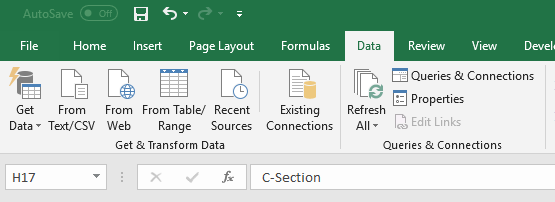 AutoSave Off
File Home Insert Page Layout Formulas Data Review View Devel
Get Data From Text/CSV From Web From Table/ Range Recent Sources Existing Connections Refresh All Queries & Connections
Properties
Edit Links
Get & Transform Data Queries & Connections
H17 fx C-Section